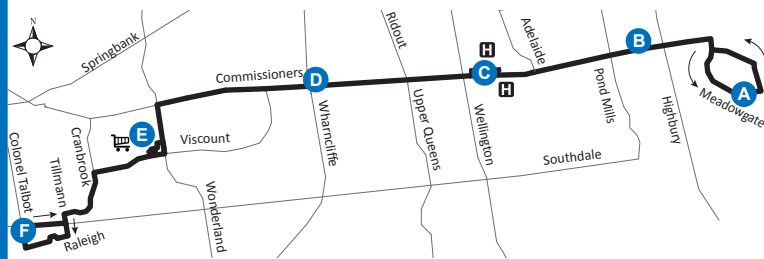 N
Springbank
Ridout
Adelaide
H
B
Commissioners
D
C
H
A
Meadowgate
Pond Mills
Highbury
Wharncliffe
Upper Queens
Wellington
E
Viscount
Cranbrook
Colonel Talbot
Tillmann
Southdale
Wonderland
F
Raleigh